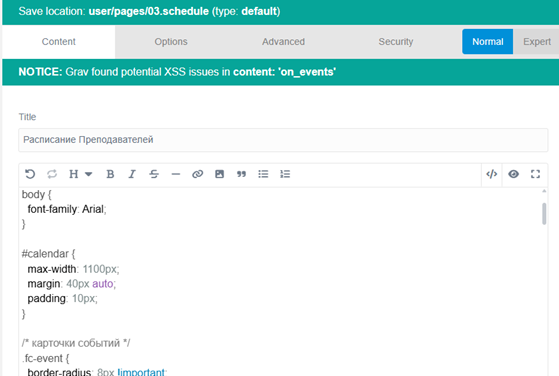 Save location: user/pages/03.schedule (type: default)
Content Options Advanced Security Normal Expert
NOTICE: Grav found potential XSS issues in content: 'on_events'
Title
Расписание Преподавателей
H B I S
body {
font-family: Arial;
}
#calendar {
max-width: 1100px;
margin: 40px auto;
padding: 10px;
}
/* карточки событий */
.fc-event {
border-radius: 8px !important;